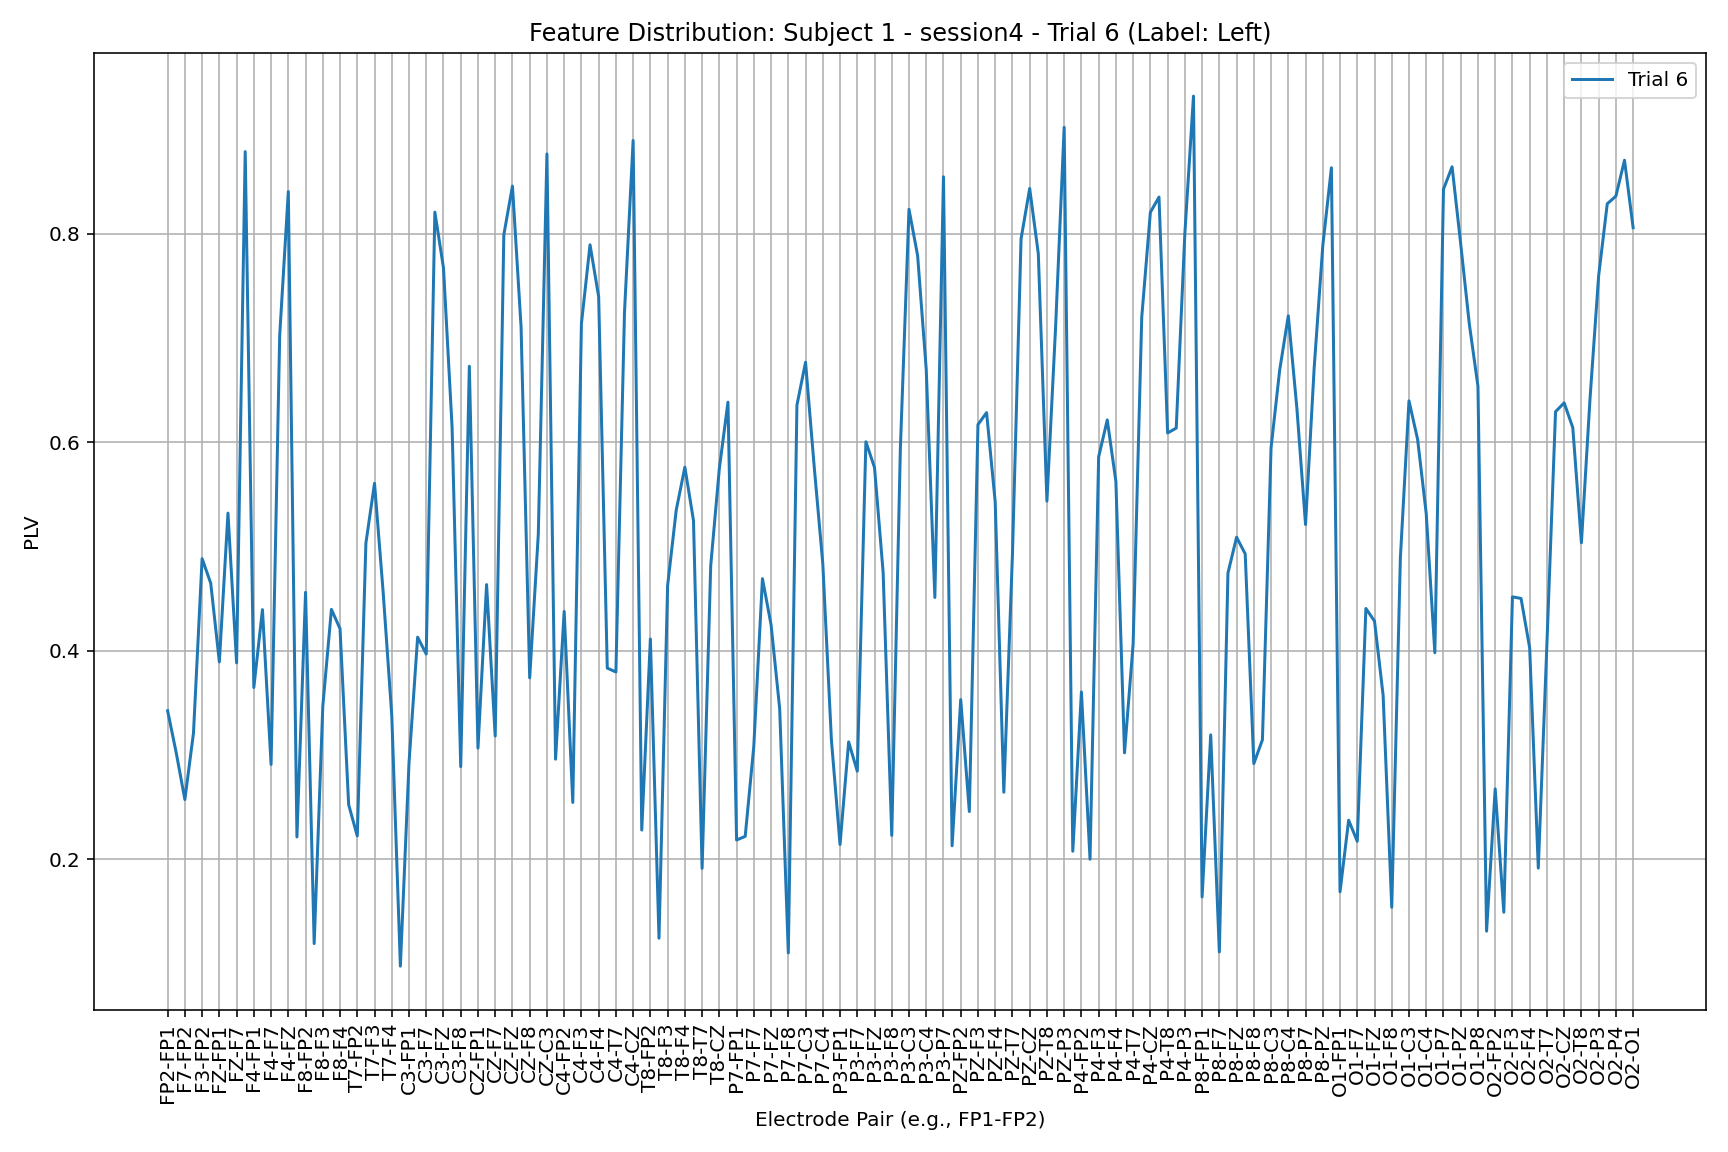 Feature Distribution: Subject 1 - session4 - Trial 6 (Label: Left)
Trial 6
PLV
0.8
0.6
0.4
0.2
FP2-FP1
F7-FP2
F3-FP2
FZ-FP1
FZ-F7
F4-FP1
F4-F7
F4-FZ
F8-FP2
F8-F3
F8-F4
T7-FP2
T7-F3
T7-F4
C3-FP1
C3-F7
C3-FZ
C3-F8
CZ-FP1
CZ-F7
CZ-FZ
CZ-F8
CZ-C3
C4-FP2
C4-F3
C4-F4
C4-T7
C4-CZ
T8-FP2
T8-F3
T8-F4
T8-T7
T8-CZ
P7-FP1
P7-F7
P7-FZ
P7-F8
P7-C3
P7-C4
P3-FP1
P3-F7
P3-FZ
P3-F8
P3-C3
P3-C4
P3-P7
PZ-FP2
PZ-F3
PZ-F4
PZ-T7
PZ-CZ
PZ-T8
PZ-P3
P4-FP2
P4-F3
P4-F4
P4-T7
P4-CZ
P4-T8
P4-P3
P8-FP1
P8-F7
P8-FZ
P8-F8
P8-C3
P8-C4
P8-P7
P8-PZ
O1-FP1
O1-F7
O1-FZ
O1-F8
O1-C3
O1-C4
O1-P7
O1-PZ
O1-P8
O2-FP2
O2-F3
O2-F4
O2-T7
O2-CZ
O2-T8
O2-P3
O2-P4
O2-O1
Electrode Pair (e.g., FP1-FP2)